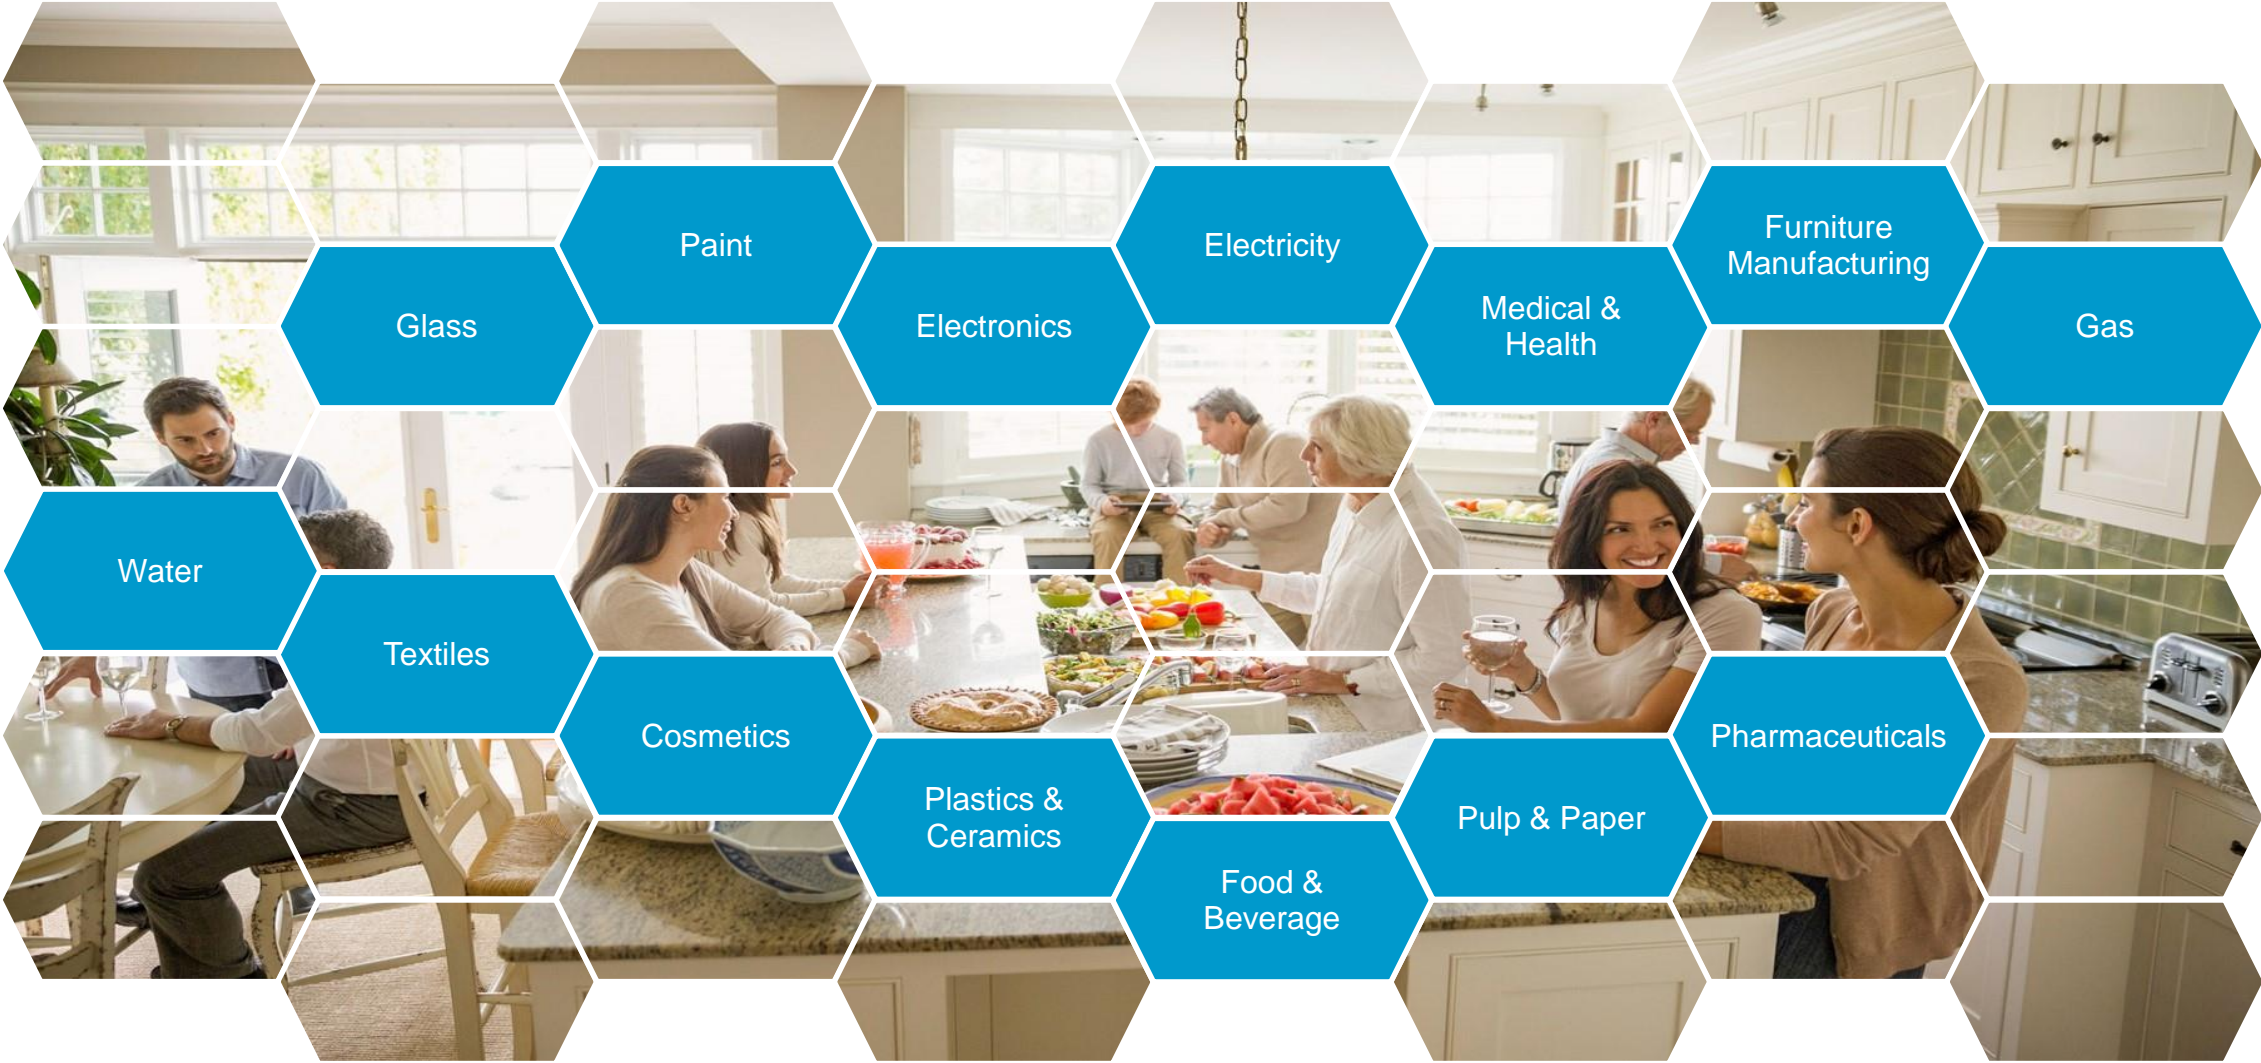 Paint
Electricity
Furniture
Manufacturing
Glass
Electronics
Medical &
Health
Gas
Water
Textiles
Cosmetics
Pharmaceuticals
Plastics &
Ceramics
Pulp & Paper
Food &
Beverage